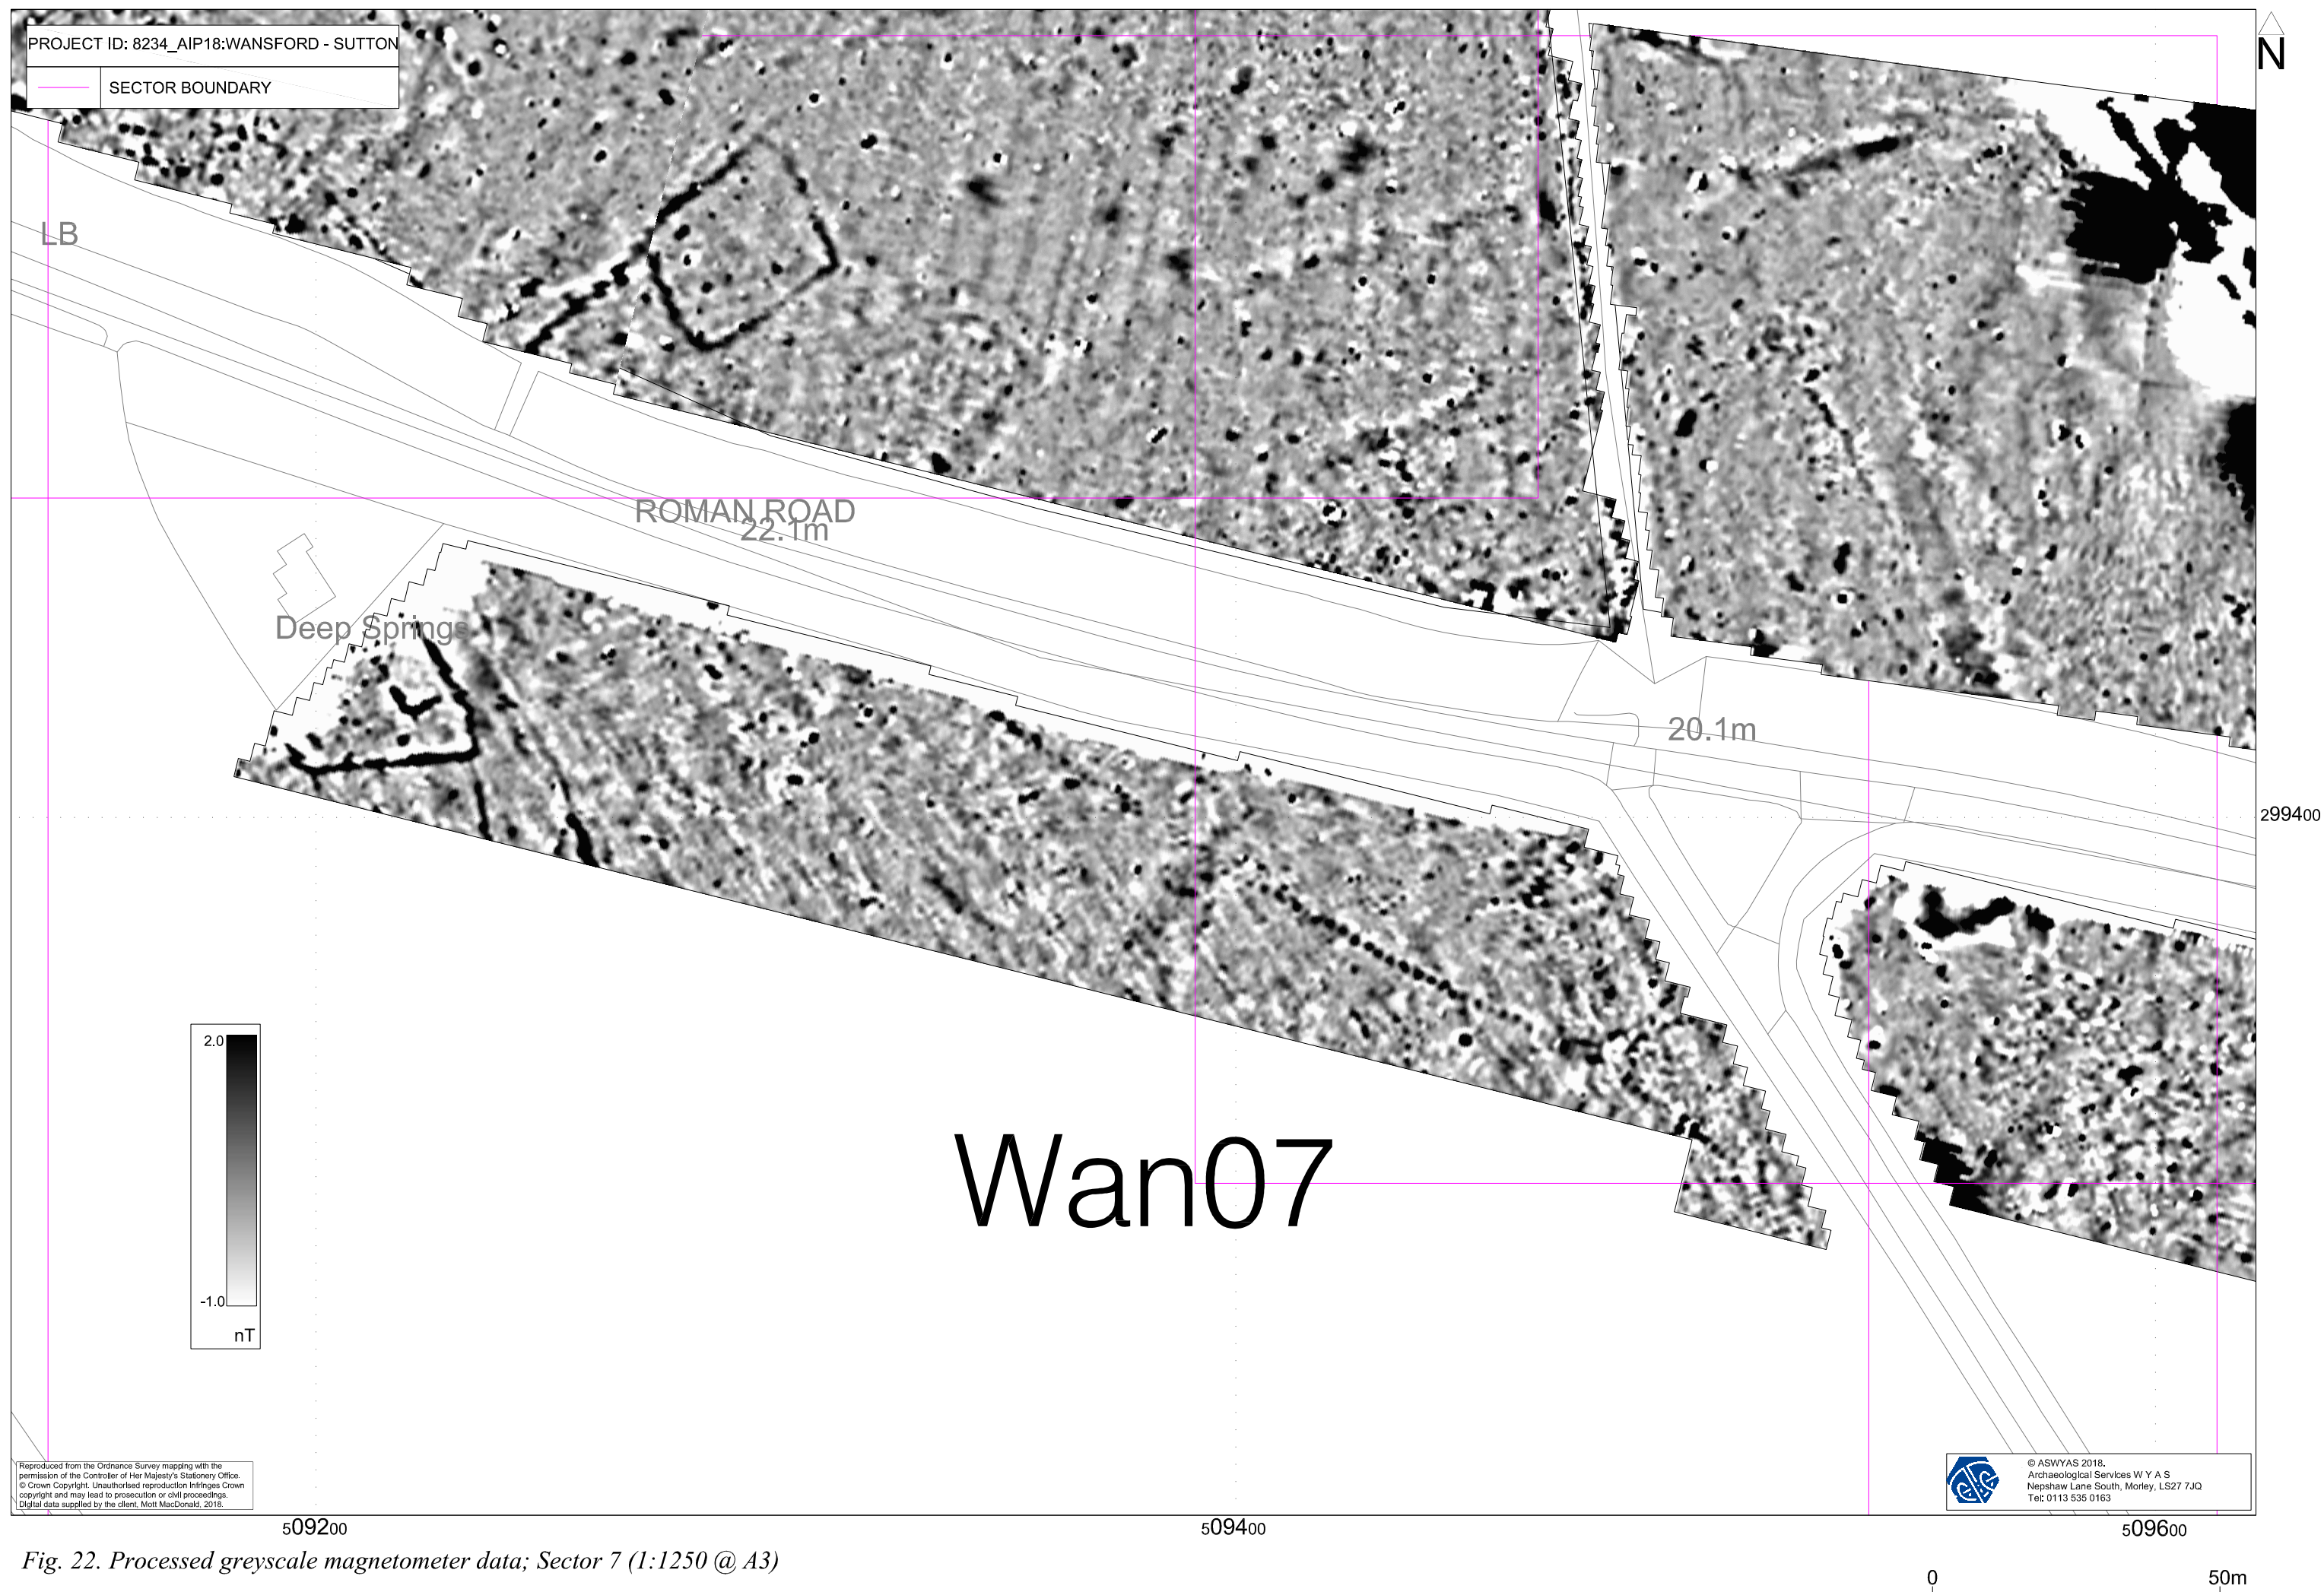 PROJECT ID: 8234_AIP18:WANSFORD - SUTTON
SECTOR BOUNDARY
N
LB
ROMAN ROAD
22.1m
Deep Springs
20.1m
299400
2.0
-1.0
nT
Wan07
Reproduced from the Ordnance Survey mapping with the
permission of the Controller of Her Majesty's Stationery Office.
© Crown Copyright. Unauthorised reproduction infringes Crown
copyright and may lead to prosecution or civil proceedings.
Digital data supplied by the client, Mott MacDonald, 2018.
© ASWYAS 2018.
Archaeological Services W Y A S
Nepshaw Lane South, Morley, LS27 7JQ
Tel: 0113 535 0163
509200
509400
509600
Fig. 22. Processed greyscale magnetometer data; Sector 7 (1:1250 @ A3)
0
50m